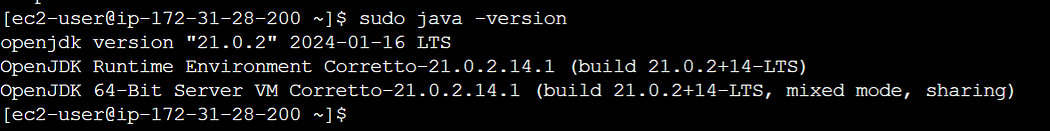 [ec2-user@ip-172-31-28-200 ~]$ sudo java -version
openjdk version "21.0.2" 2024-01-16 LTS
OpenJDK Runtime Environment Corretto-21.0.2.14.1 (build 21.0.2+14-LTS)
OpenJDK 64-Bit Server VM Corretto-21.0.2.14.1 (build 21.0.2+14-LTS, mixed mode, sharing)
[ec2-user@ip-172-31-28-200 ~]$